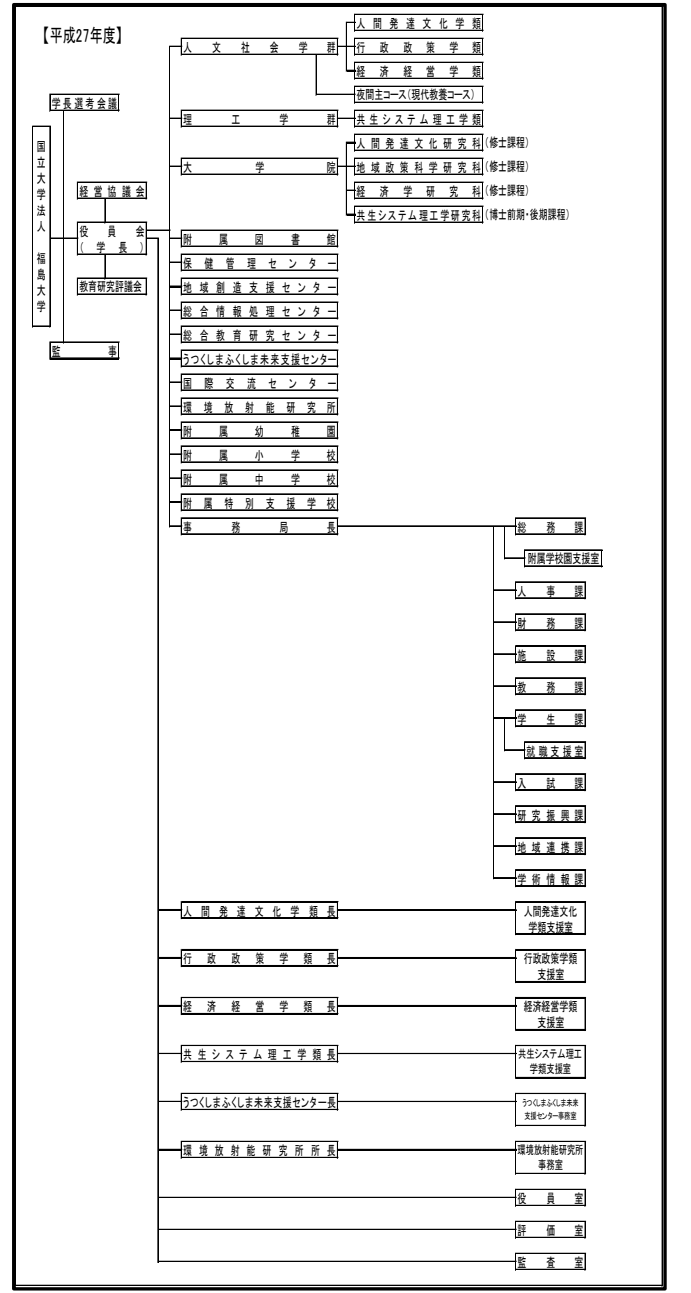 【平成27年度】
学長選考会議
国立大学法人 福島大学
経営協議会
役員会
(学長)
教育研究評議会
監事
人文社会学群
人間発達文化学類
行政政策学類
経済経営学類
夜間主コース(現代教養コース)
理工学群
共生システム理工学類
大学院
人間発達文化研究科(修士課程)
地域政策科学研究科(修士課程)
経済学研究科(修士課程)
共生システム理工学研究科(博士前期・後期課程)
附属図書館
保健管理センター
地域創造支援センター
総合情報処理センター
総合教育研究センター
うつくしまふくしま未来支援センター
国際交流センター
環境放射能研究所
附属幼稚園
附属小学校
附属中学校
附属特別支援学校
事務局長
総務課
附属学校園支援室
人事課
財務課
施設課
教務課
学生課
就職支援室
入試課
研究振興課
地域連携課
学術情報課
人間発達文化学類長
人間発達文化
学類支援室
行政政策学類長
行政政策学類
支援室
経済経営学類長
経済経営学類
支援室
共生システム理工学類長
共生システム理工
学類支援室
うつくしまふくしま未来支援センター長
うつくしまふくしま未来
支援センター事務室
環境放射能研究所所長
環境放射能研究所
事務室
役員室
評価室
監査室